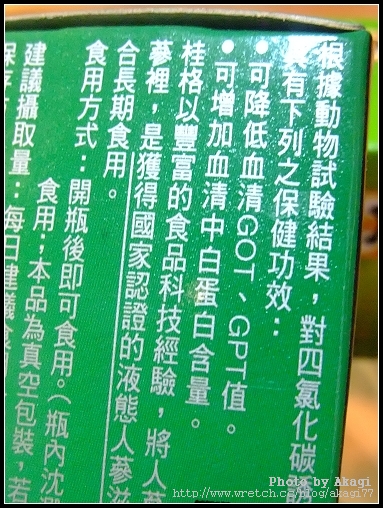 根據動物試驗結果，對四氯化碳
有下列之保健功效：
•可降低血清GOT、GPT值。
•可增加血清中白蛋白含量。
桂格以豐富的食品科技經驗，將人蔘
蔘裡，是獲得國家認證的液態人蔘滋
合長期食用。
食用方式：開瓶後即可食用。（瓶內沈澱
食用；本品為真空包裝，若
建議攝取量：每日建議食用
Photo by Akagi
http://www.wretch.cc/blog/akagi77